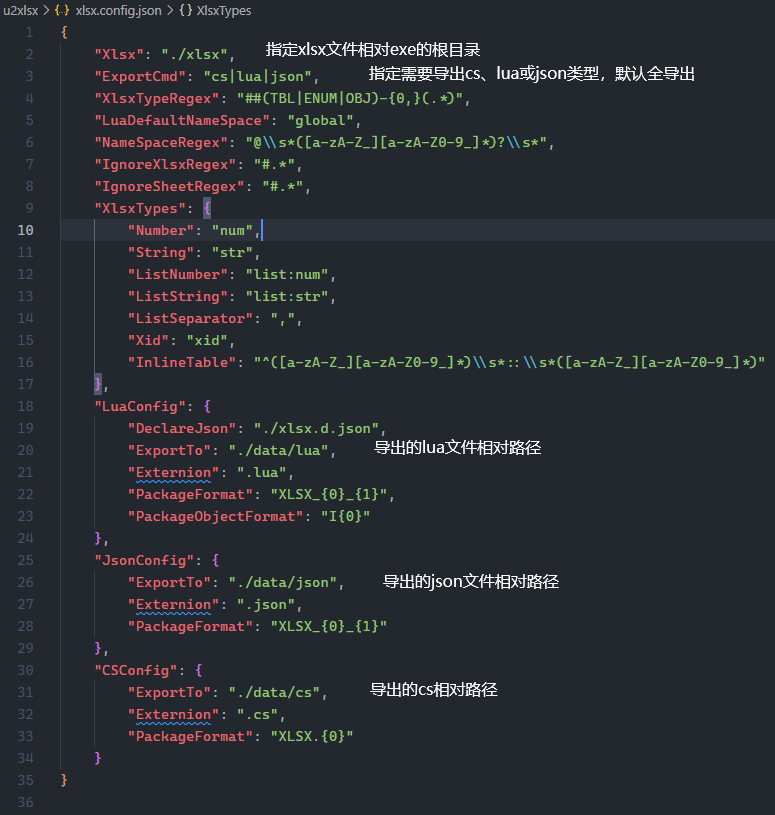 u2xlsx > {..} xlsx.config.json > { } XlsxTypes
1 {
2 "Xlsx": "./xlsx", 指定xlsx文件相对exe的根目录
3 "ExportCmd": "cs|lua|json", 指定需要导出cs、lua或json类型，默认全导出
4 "XlsxTypeRegex": "##(TBL|ENUM|OBJ)-{0,}(.*)",
5 "LuaDefaultNameSpace": "global",
6 "NameSpaceRegex": "@\\s*([a-zA-Z_][a-zA-Z0-9_]*)?\\s*",
7 "IgnoreXlsxRegex": "#.*",
8 "IgnoreSheetRegex": "#.*",
9 "XlsxTypes": {
10 "Number": "num",
11 "String": "str",
12 "ListNumber": "list:num",
13 "ListString": "list:str",
14 "ListSeparator": ",",
15 "Xid": "xid",
16 "InlineTable": "^([a-zA-Z_][a-zA-Z0-9_]*)\\s*::\\s*([a-zA-Z_][a-zA-Z0-9_]*)"
17 },
18 "LuaConfig": {
19 "DeclareJson": "./xlsx.d.json",
20 "ExportTo": "./data/lua", 导出的lua文件相对路径
21 "Externion": ".lua",
22 "PackageFormat": "XLSX_{0}_{1}",
23 "PackageObjectFormat": "I{0}"
24 },
25 "JsonConfig": {
26 "ExportTo": "./data/json", 导出的json文件相对路径
27 "Externion": ".json",
28 "PackageFormat": "XLSX_{0}_{1}"
29 },
30 "CSConfig": {
31 "ExportTo": "./data/cs", 导出的cs相对路径
32 "Externion": ".cs",
33 "PackageFormat": "XLSX.{0}"
34 }
35 }
36